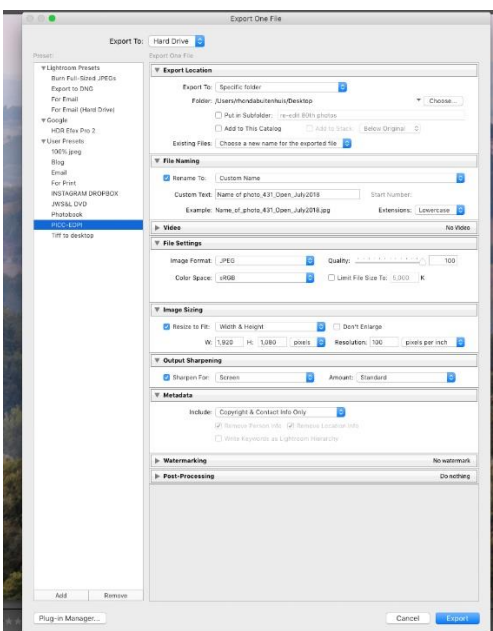 Export One File
Export To: Hard Drive
Preset: Export One File
▼ Lightroom Presets
Burn Full-Sized JPEGs
Export to DNG
For Email
For Email (Hard Drive)
▼ Google
HDR Efex Pro 2
▼ User Presets
100% jpeg
Blog
Email
For Print
INSTAGRAM DROPBOX
JWS&L DVD
Photobook
PICC-EDPI
Tiff to desktop
Add Remove
▼ Export Location
Export To: Specific folder
Folder: /Users/rhondabuitenhuis/Desktop Choose...
Put in Subfolder: re-edit 80th photos
Add to This Catalog Add to Stack: Below Original
Existing Files: Choose a new name for the exported file
▼ File Naming
Rename To: Custom Name
Custom Text: Name of photo_431_Open_July2018 Start Number:
Example: Name_of_photo_431_Open_July2018.jpg Extensions: Lowercase
▶ Video No Video
▼ File Settings
Image Format: JPEG Quality: 100
Color Space: sRGB Limit File Size To: 5,000 K
▼ Image Sizing
Resize to Fit: Width & Height Don't Enlarge
W: 1,920 H: 1,080 pixels Resolution: 100 pixels per inch
▼ Output Sharpening
Sharpen For: Screen Amount: Standard
▼ Metadata
Include: Copyright & Contact Info Only
Remove Person Info Remove Location Info
Write Keywords as Lightroom Hierarchy
▶ Watermarking No watermark
▶ Post-Processing Do nothing
Plug-in Manager... Cancel Export